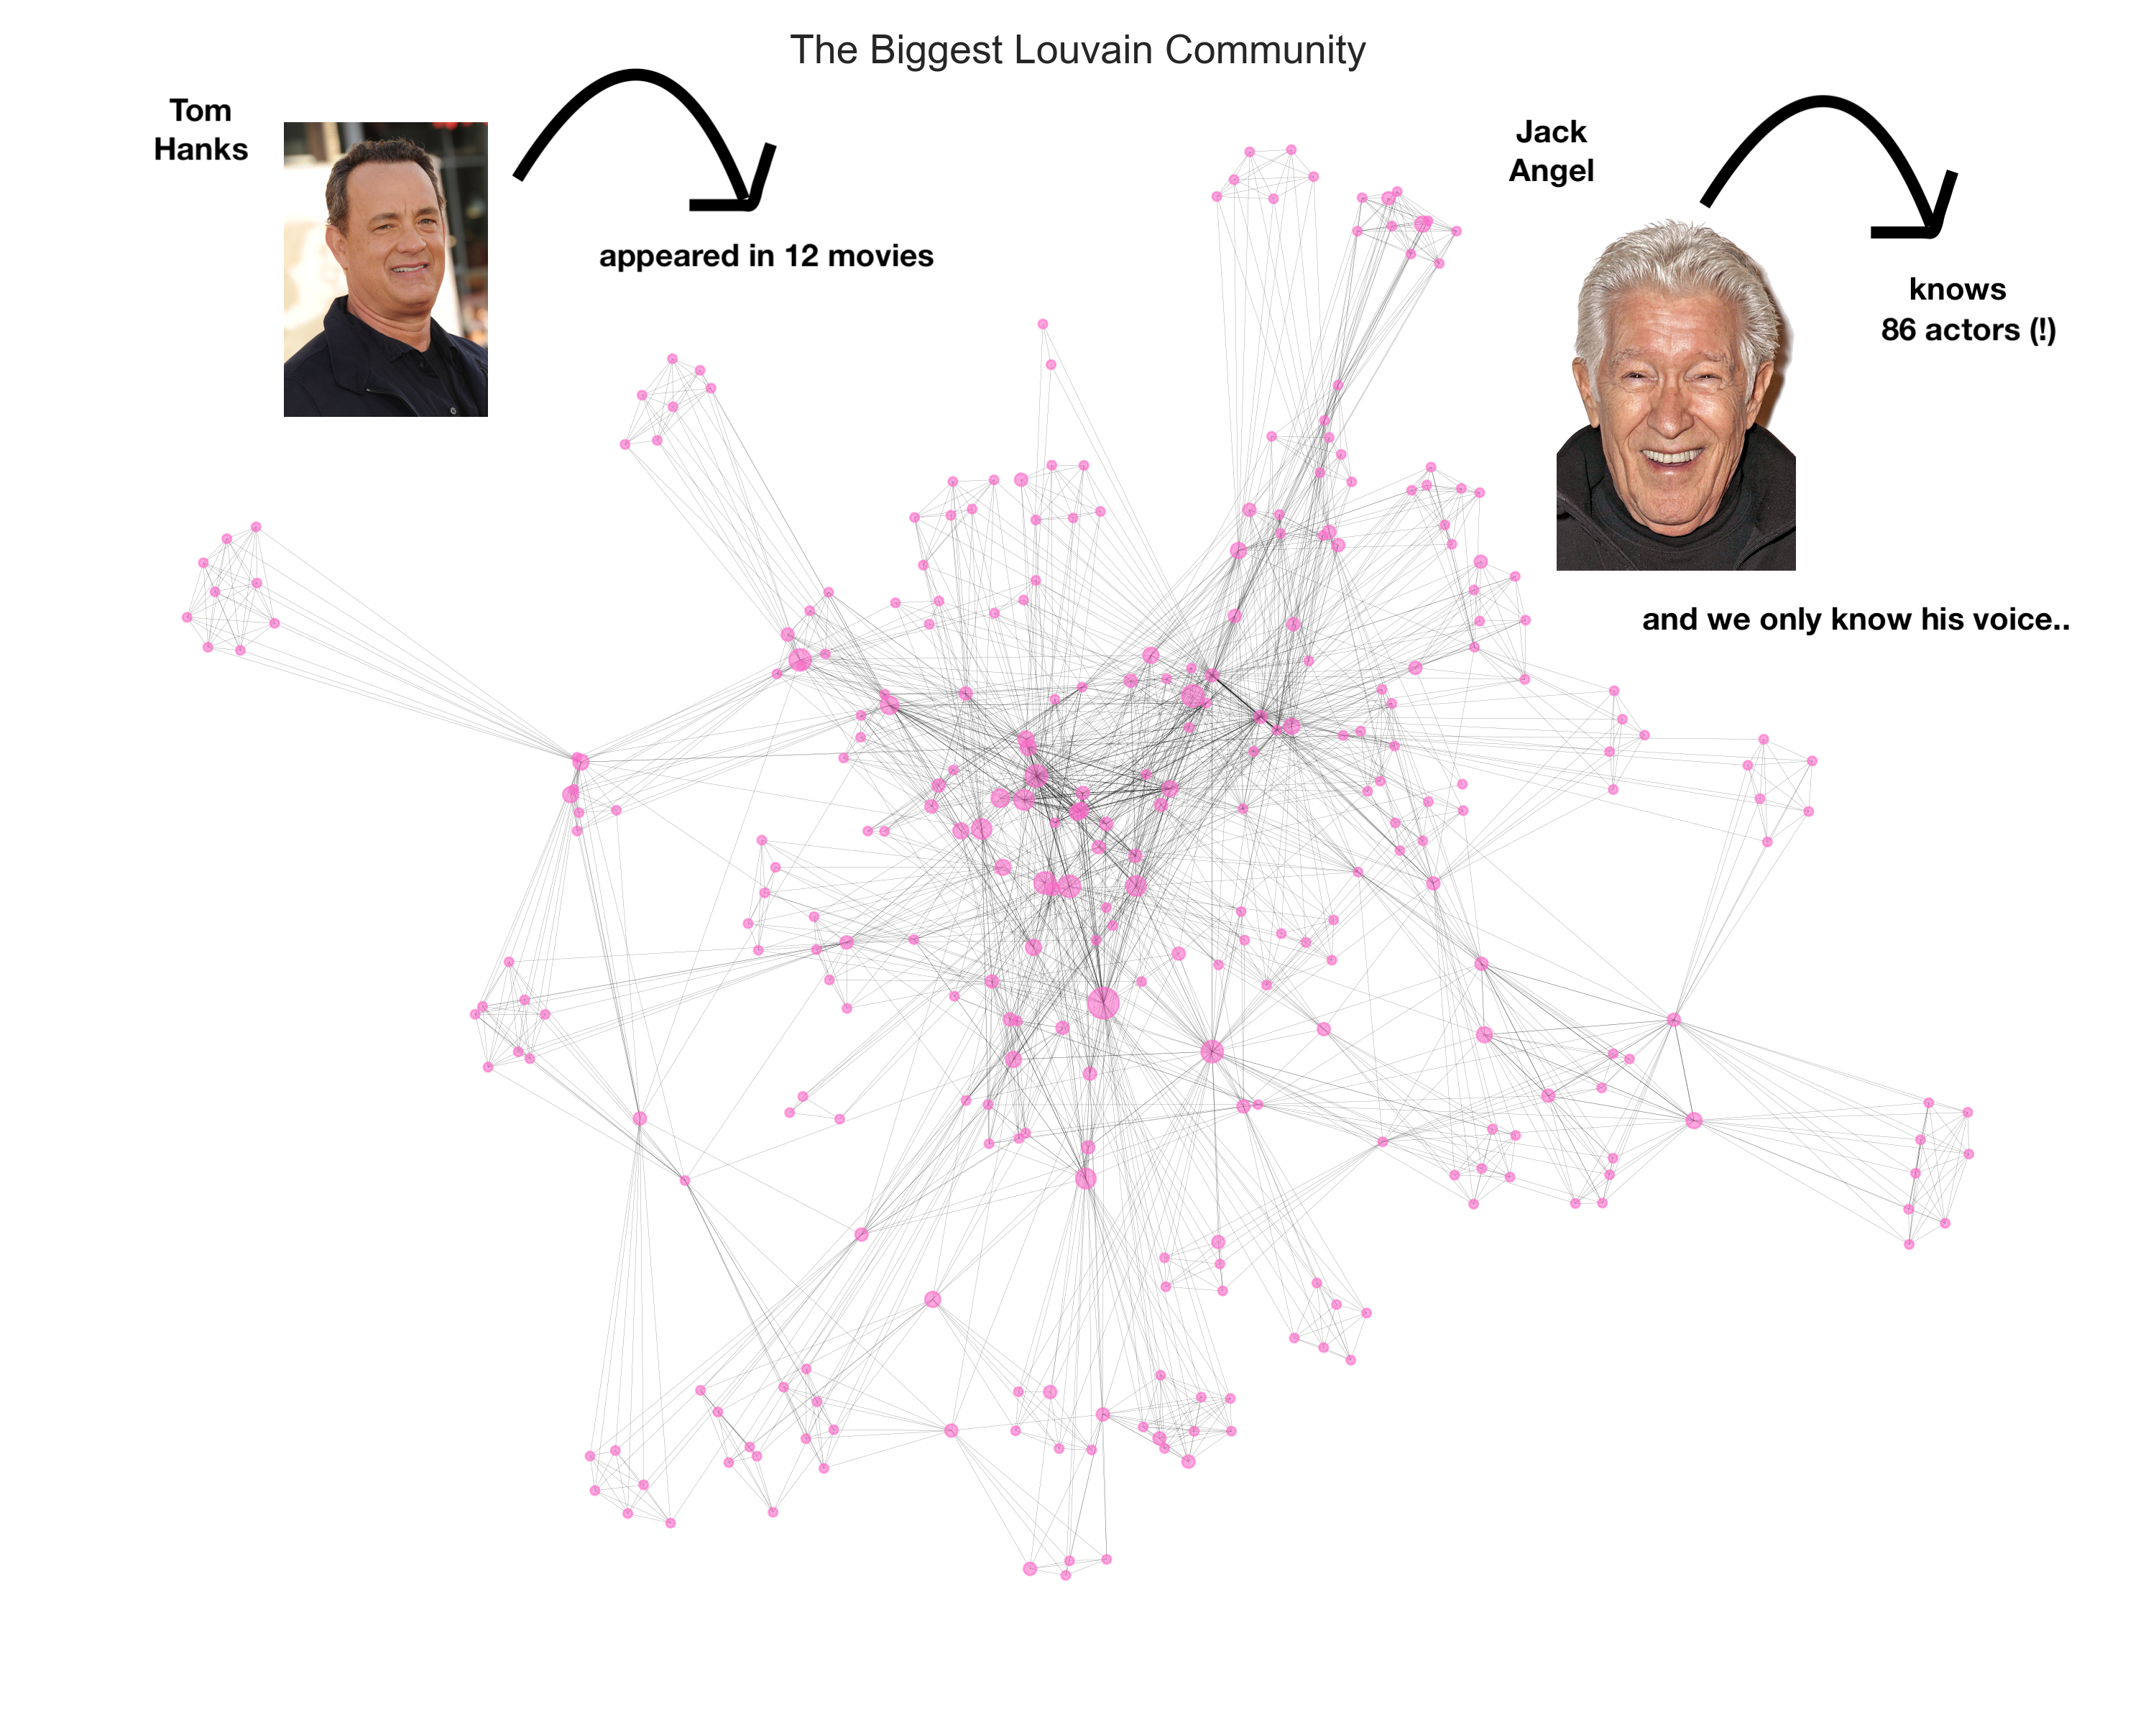 The Biggest Louvain Community
Tom
Hanks
appeared in 12 movies
Jack
Angel
knows
86 actors (!)
and we only know his voice..